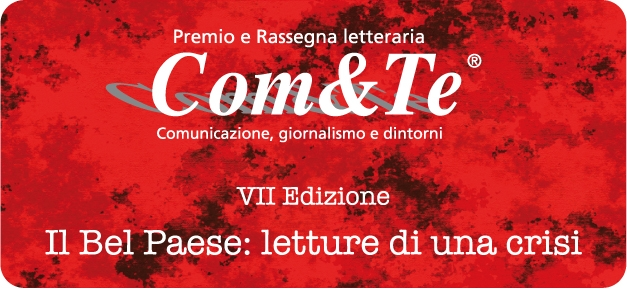 Premio e Rassegna letteraria
Com&Te®
Comunicazione, giornalismo e dintorni
VII Edizione
Il Bel Paese: letture di una crisi